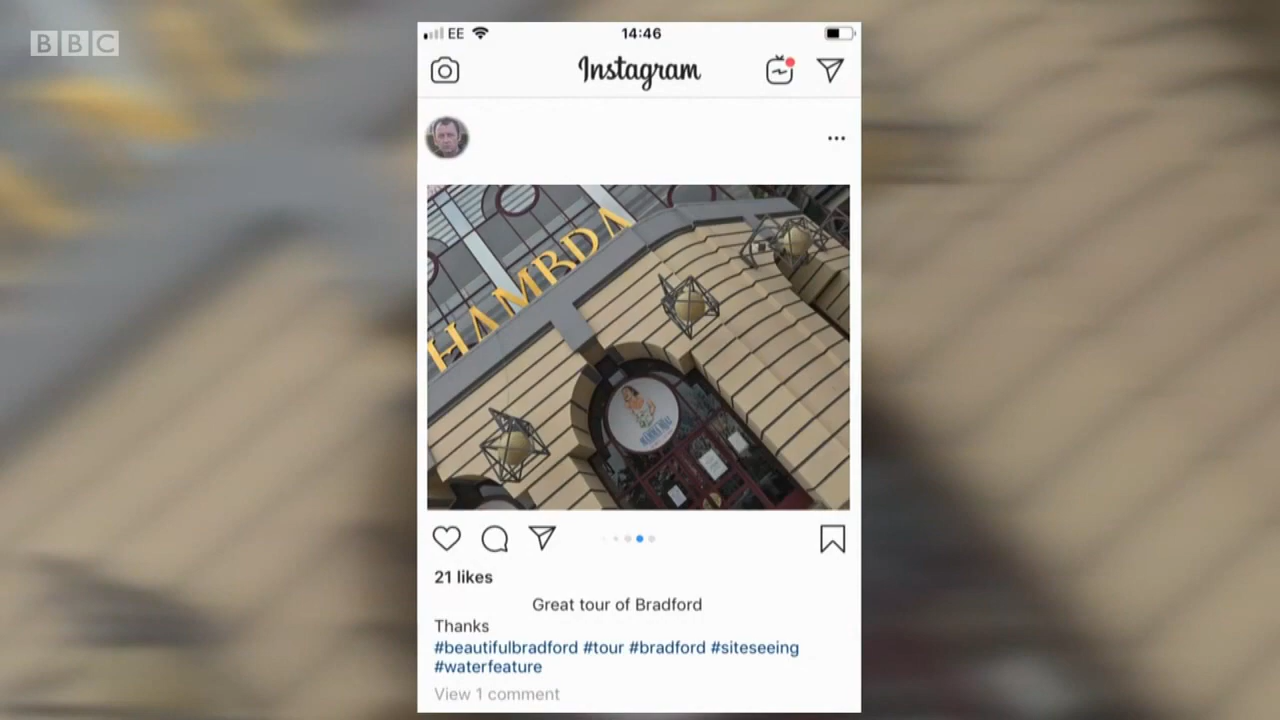 BBC
EE
14:46
Instagram
HAMBDA
21 likes
Great tour of Bradford
Thanks
#beautifulbradford #tour #bradford #siteseeing
#waterfeature
View 1 comment